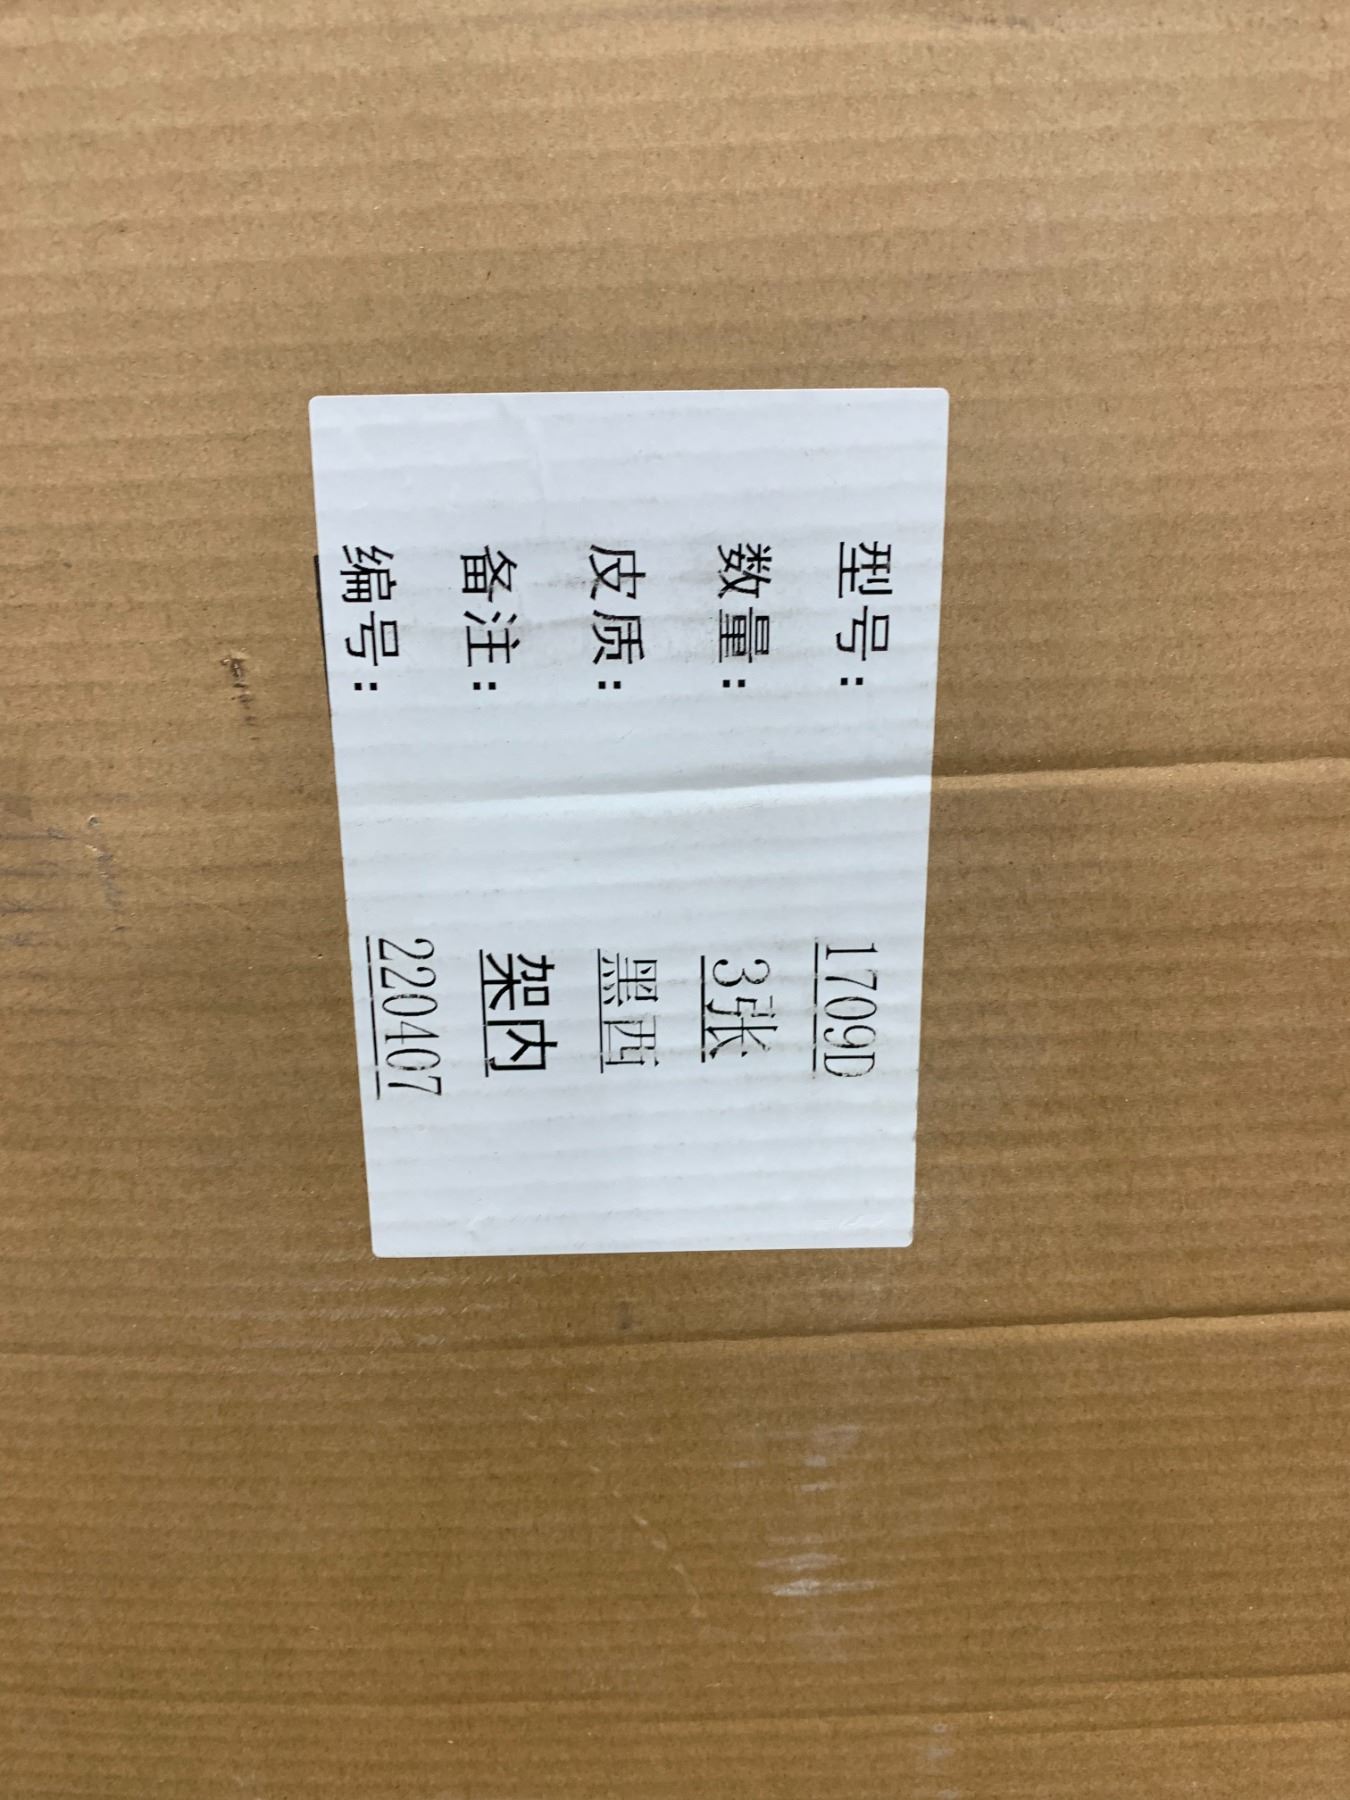 型号： 1709D
数量： 3张
皮质： 黑西
备注： 架内
编号： 220407